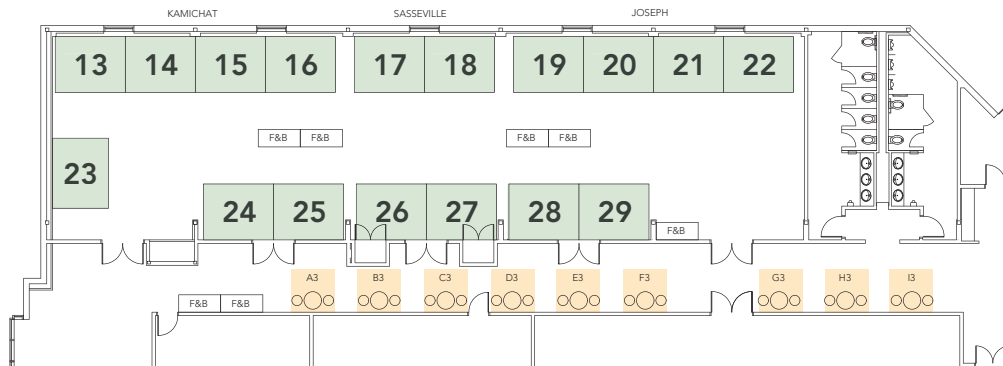 KAMICHAT SASSEVILLE JOSEPH
13 14 15 16 17 18 19 20 21 22
F&B F&B F&B F&B
23
24 25 26 27 28 29
F&B
A3 B3 C3 D3 E3 F3 G3 H3 I3
F&B F&B